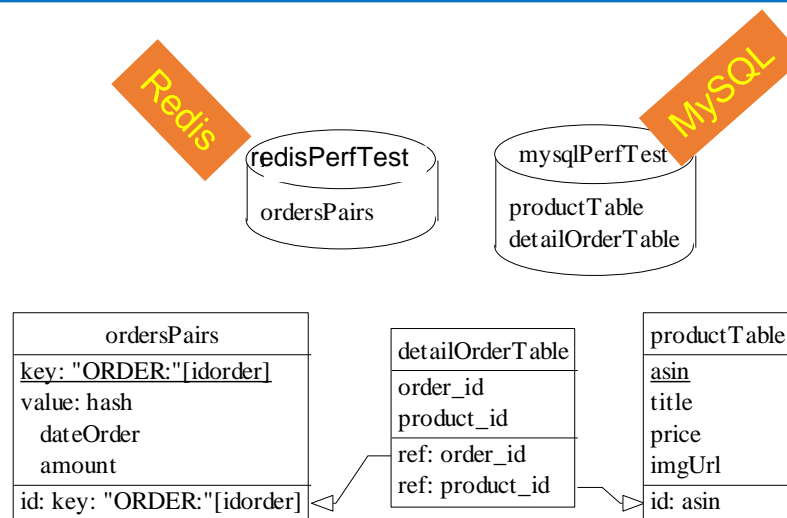 Redis
MySQL
redisPerfTest
ordersPairs
mysqlPerfTest
productTable
detailOrderTable
ordersPairs
key: "ORDER:"[idorder]
value: hash
dateOrder
amount
id: key: "ORDER:"[idorder]
detailOrderTable
order_id
product_id
ref: order_id
ref: product_id
productTable
asin
title
price
imgUrl
id: asin